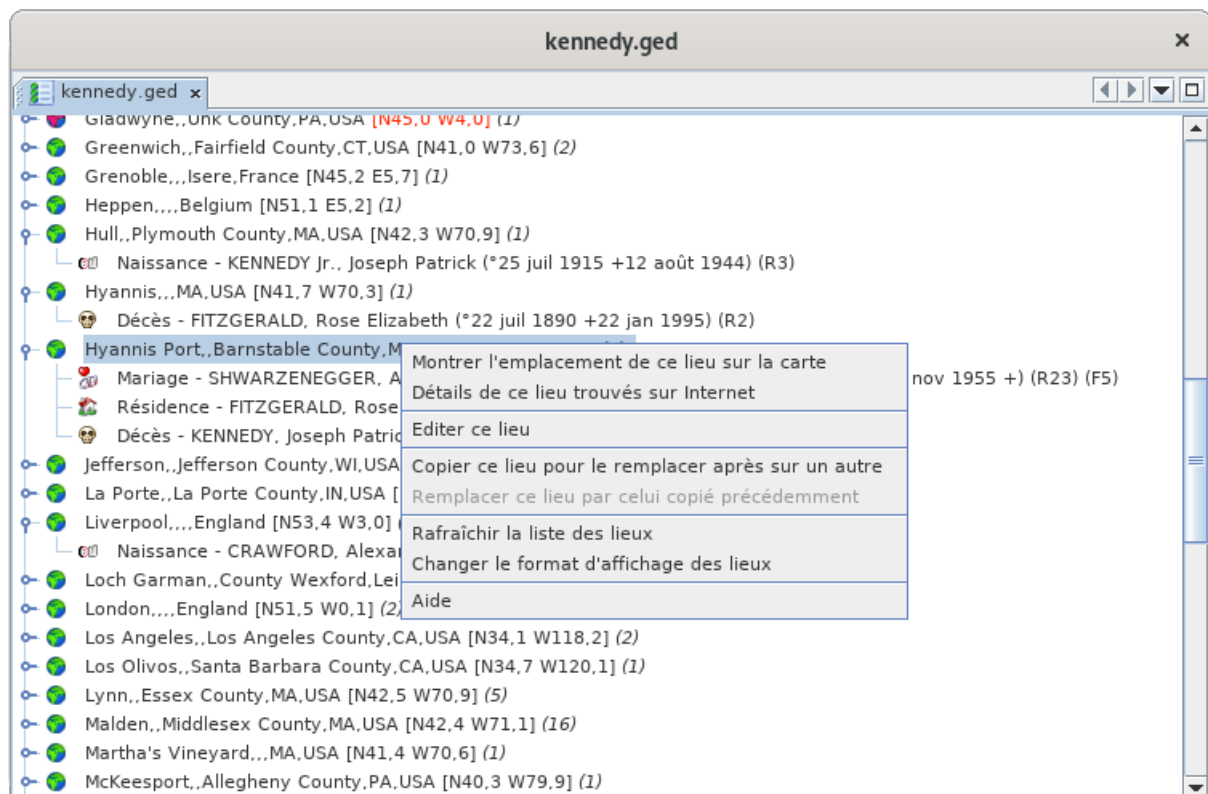 kennedy.ged
kennedy.ged
Gladwyne,,Unk County,PA,USA [N45,0 W4,0] (1)
Greenwich,,Fairfield County,CT,USA [N41,0 W73,6] (2)
Grenoble,,,Isere,France [N45,2 E5,7] (1)
Heppen,,,,Belgium [N51,1 E5,2] (1)
Hull,,Plymouth County,MA,USA [N42,3 W70,9] (1)
Naissance - KENNEDY Jr., Joseph Patrick (°25 juil 1915 +12 août 1944) (R3)
Hyannis,,,MA,USA [N41,7 W70,3] (1)
Décès - FITZGERALD, Rose Elizabeth (°22 juil 1890 +22 jan 1995) (R2)
Hyannis Port,,Barnstable County,M
Montrer l'emplacement de ce lieu sur la carte
Mariage - SHWARZENEGGER, A nov 1955 +) (R23) (F5)
Détails de ce lieu trouvés sur Internet
Résidence - FITZGERALD, Rose
Editer ce lieu
Décès - KENNEDY, Joseph Patric
Jefferson,,Jefferson County,WI,USA
Copier ce lieu pour le remplacer après sur un autre
La Porte,,La Porte County,IN,USA [
Remplacer ce lieu par celui copié précédemment
Liverpool,,,,England [N53,4 W3,0] (
Rafraîchir la liste des lieux
Naissance - CRAWFORD, Alexa
Changer le format d'affichage des lieux
Loch Garman,,County Wexford,Lei
Aide
London,,,,England [N51,5 W0,1] (2)
Los Angeles,,Los Angeles County,CA,USA [N34,1 W118,2] (2)
Los Olivos,,Santa Barbara County,CA,USA [N34,7 W120,1] (1)
Lynn,,Essex County,MA,USA [N42,5 W70,9] (5)
Malden,,Middlesex County,MA,USA [N42,4 W71,1] (16)
Martha's Vineyard,,,MA,USA [N41,4 W70,6] (1)
McKeesport,,Allegheny County,PA,USA [N40,3 W79,9] (1)